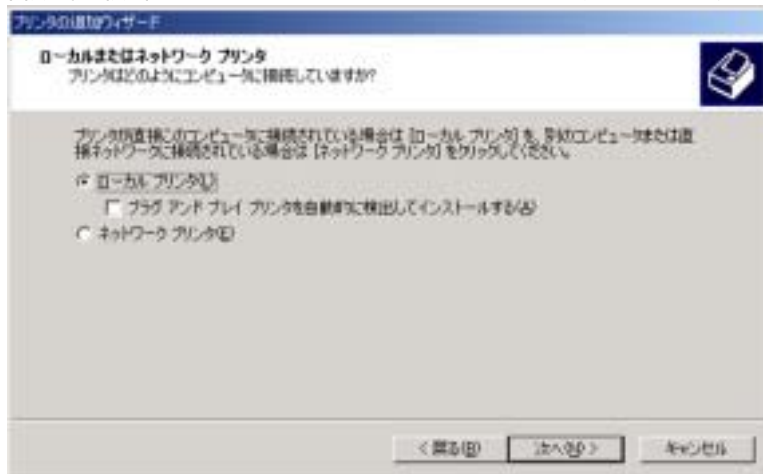 プリンタの追加ウィザード
ローカルまたはネットワーク プリンタ
プリンタはどのようにコンピュータに接続していますか?
プリンタが直接このコンピュータに接続されている場合は [ローカル プリンタ] を、別のコンピュータまたは直
接ネットワークに接続されている場合は [ネットワーク プリンタ] をクリックしてください。
ローカル プリンタ(L)
プラグ アンド プレイ プリンタを自動的に検出してインストールする(A)
ネットワーク プリンタ(E)
< 戻る(B)
次へ(N) >
キャンセル